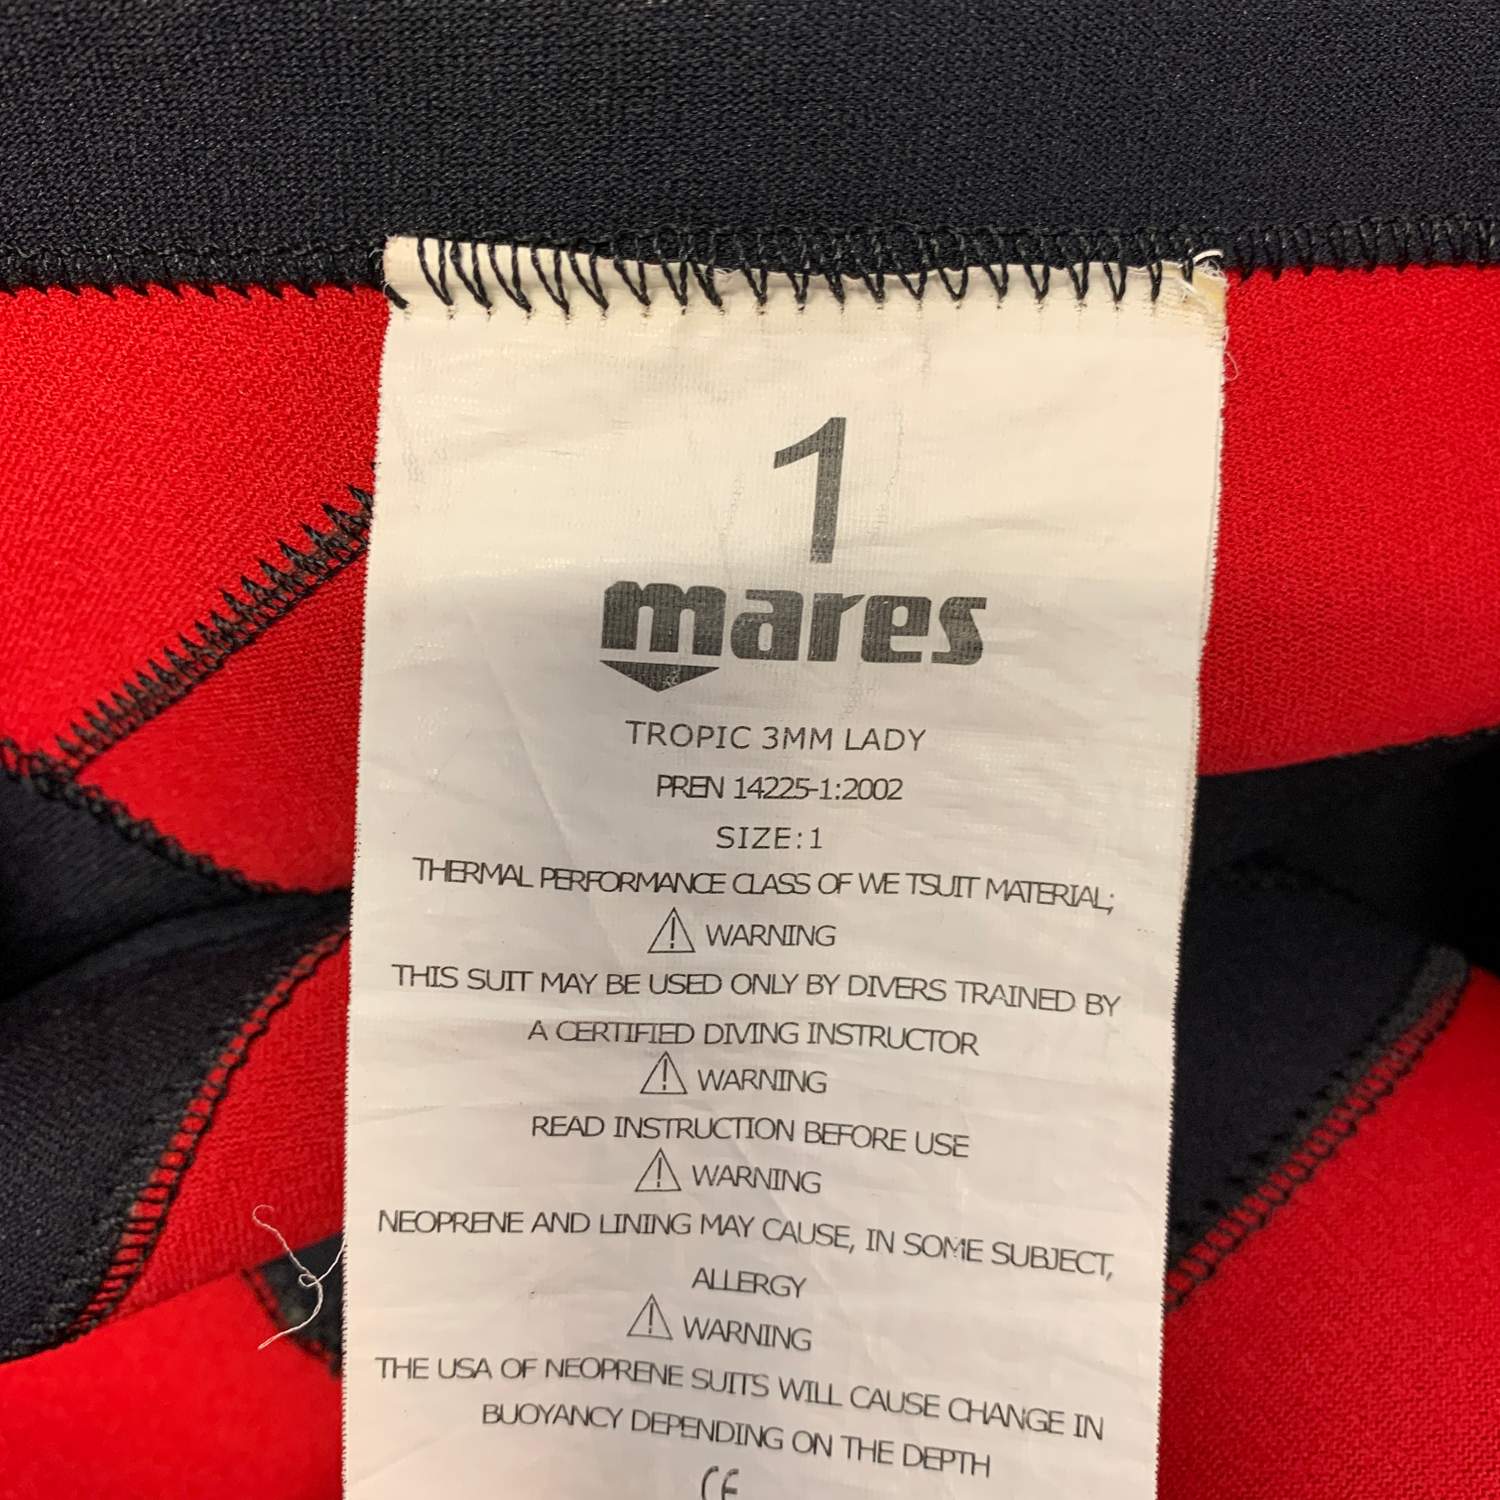 1
mares
TROPIC 3MM LADY
PREN 14225-1:2002
SIZE:1
THERMAL PERFORMANCE CLASS OF WE TSUIT MATERIAL;
WARNING
THIS SUIT MAY BE USED ONLY BY DIVERS TRAINED BY
A CERTIFIED DIVING INSTRUCTOR
WARNING
READ INSTRUCTION BEFORE USE
WARNING
NEOPRENE AND LINING MAY CAUSE, IN SOME SUBJECT,
ALLERGY
WARNING
THE USA OF NEOPRENE SUITS WILL CAUSE CHANGE IN
BUOYANCY DEPENDING ON THE DEPTH
CE